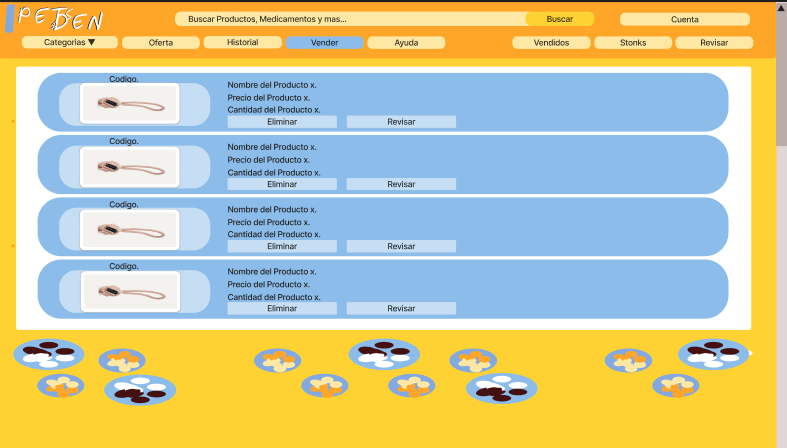 PETSDEN
Buscar Productos, Medicamentos y mas...
Buscar
Cuenta
Categorias ▼
Oferta
Historial
Vender
Ayuda
Vendidos
Stonks
Revisar
Codigo.
Nombre del Producto x.
Precio del Producto x.
Cantidad del Producto x.
Eliminar
Revisar
Codigo.
Nombre del Producto x.
Precio del Producto x.
Cantidad del Producto x.
Eliminar
Revisar
Codigo.
Nombre del Producto x.
Precio del Producto x.
Cantidad del Producto x.
Eliminar
Revisar
Codigo.
Nombre del Producto x.
Precio del Producto x.
Cantidad del Producto x.
Eliminar
Revisar